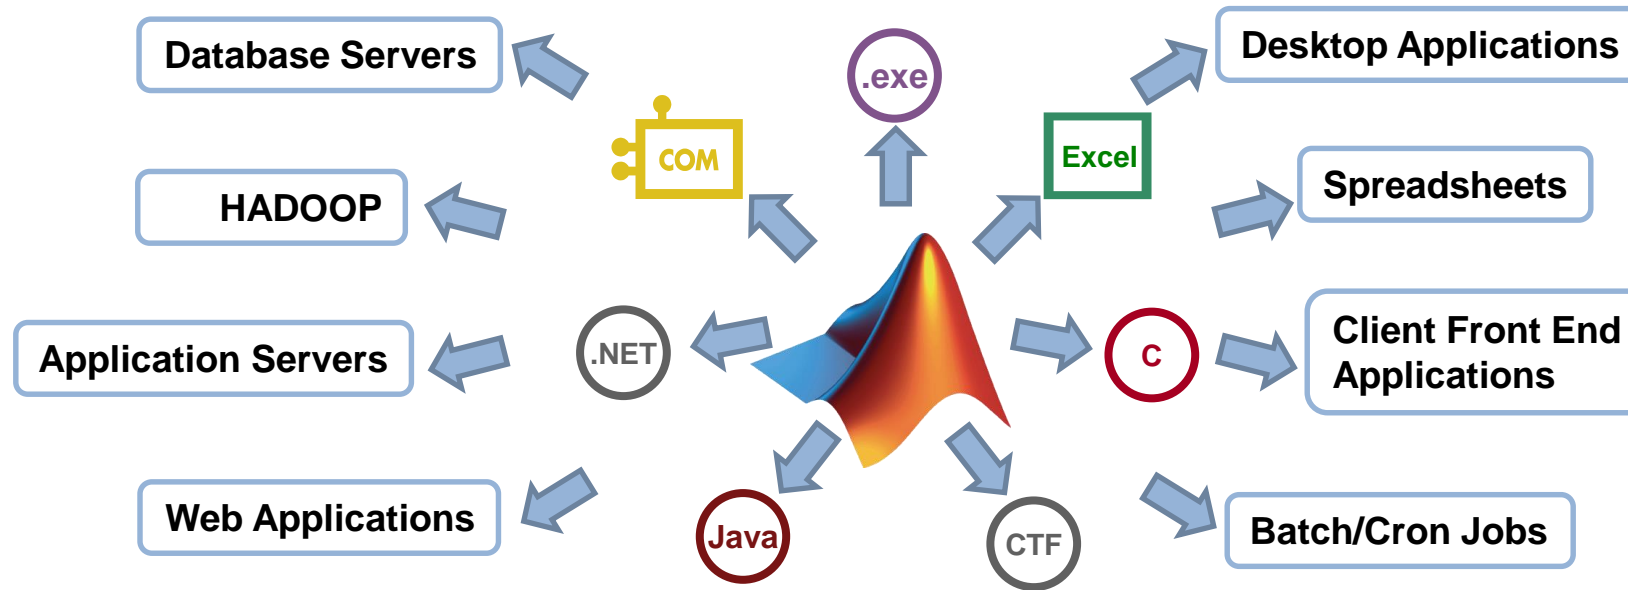 Database Servers
.exe
Desktop Applications
COM
Excel
HADOOP
Spreadsheets
Application Servers
.NET
C
Client Front End
Applications
Web Applications
Java
CTF
Batch/Cron Jobs